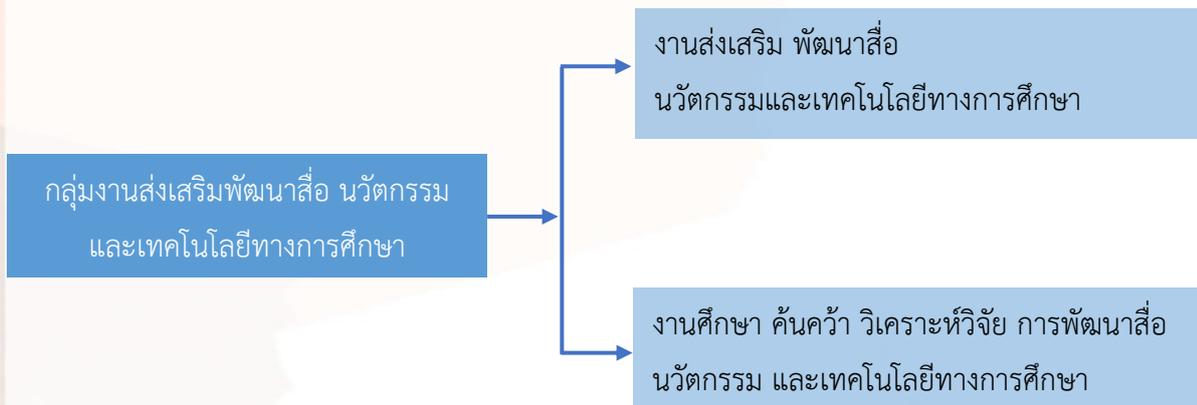 งานส่งเสริม พัฒนาสื่อ
นวัตกรรมและเทคโนโลยีทางการศึกษา
กลุ่มงานส่งเสริมพัฒนาสื่อ นวัตกรรม
และเทคโนโลยีทางการศึกษา
งานศึกษา ค้นคว้า วิเคราะห์วิจัย การพัฒนาสื่อ
นวัตกรรม และเทคโนโลยีทางการศึกษา